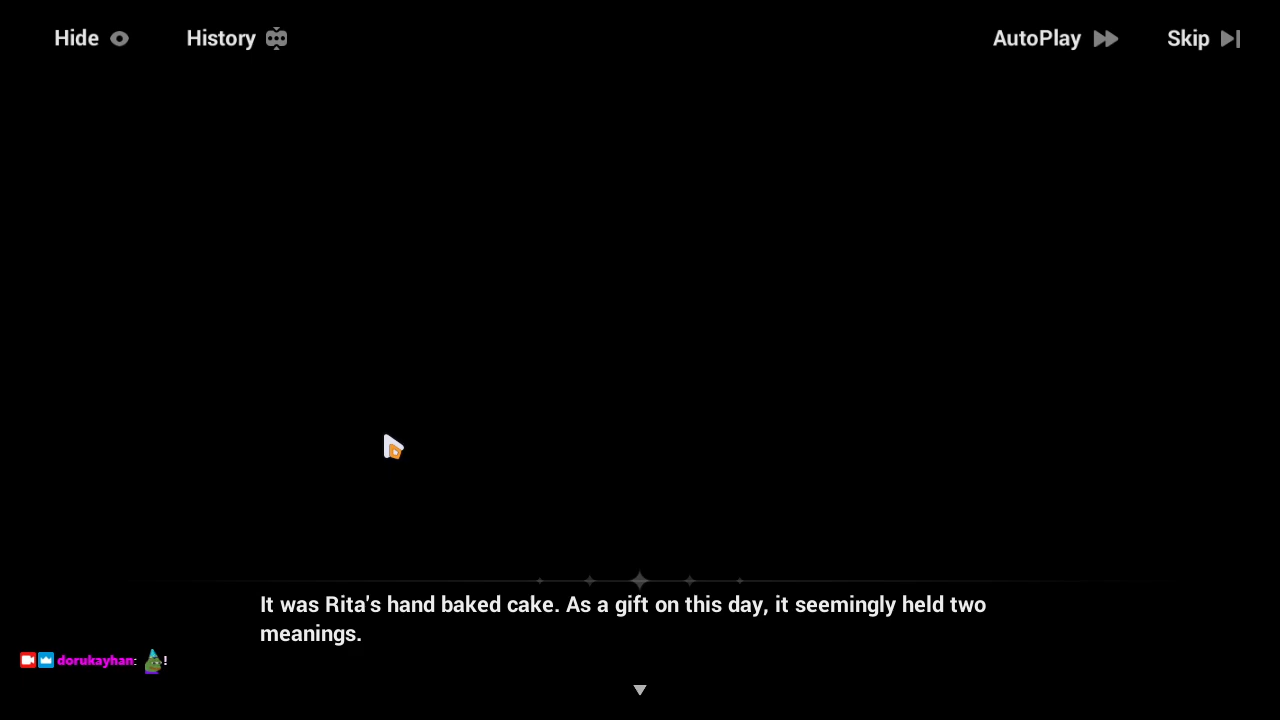 Hide
History
AutoPlay
Skip
It was Rita's hand baked cake. As a gift on this day, it seemingly held two
meanings.
dorukayhan: !